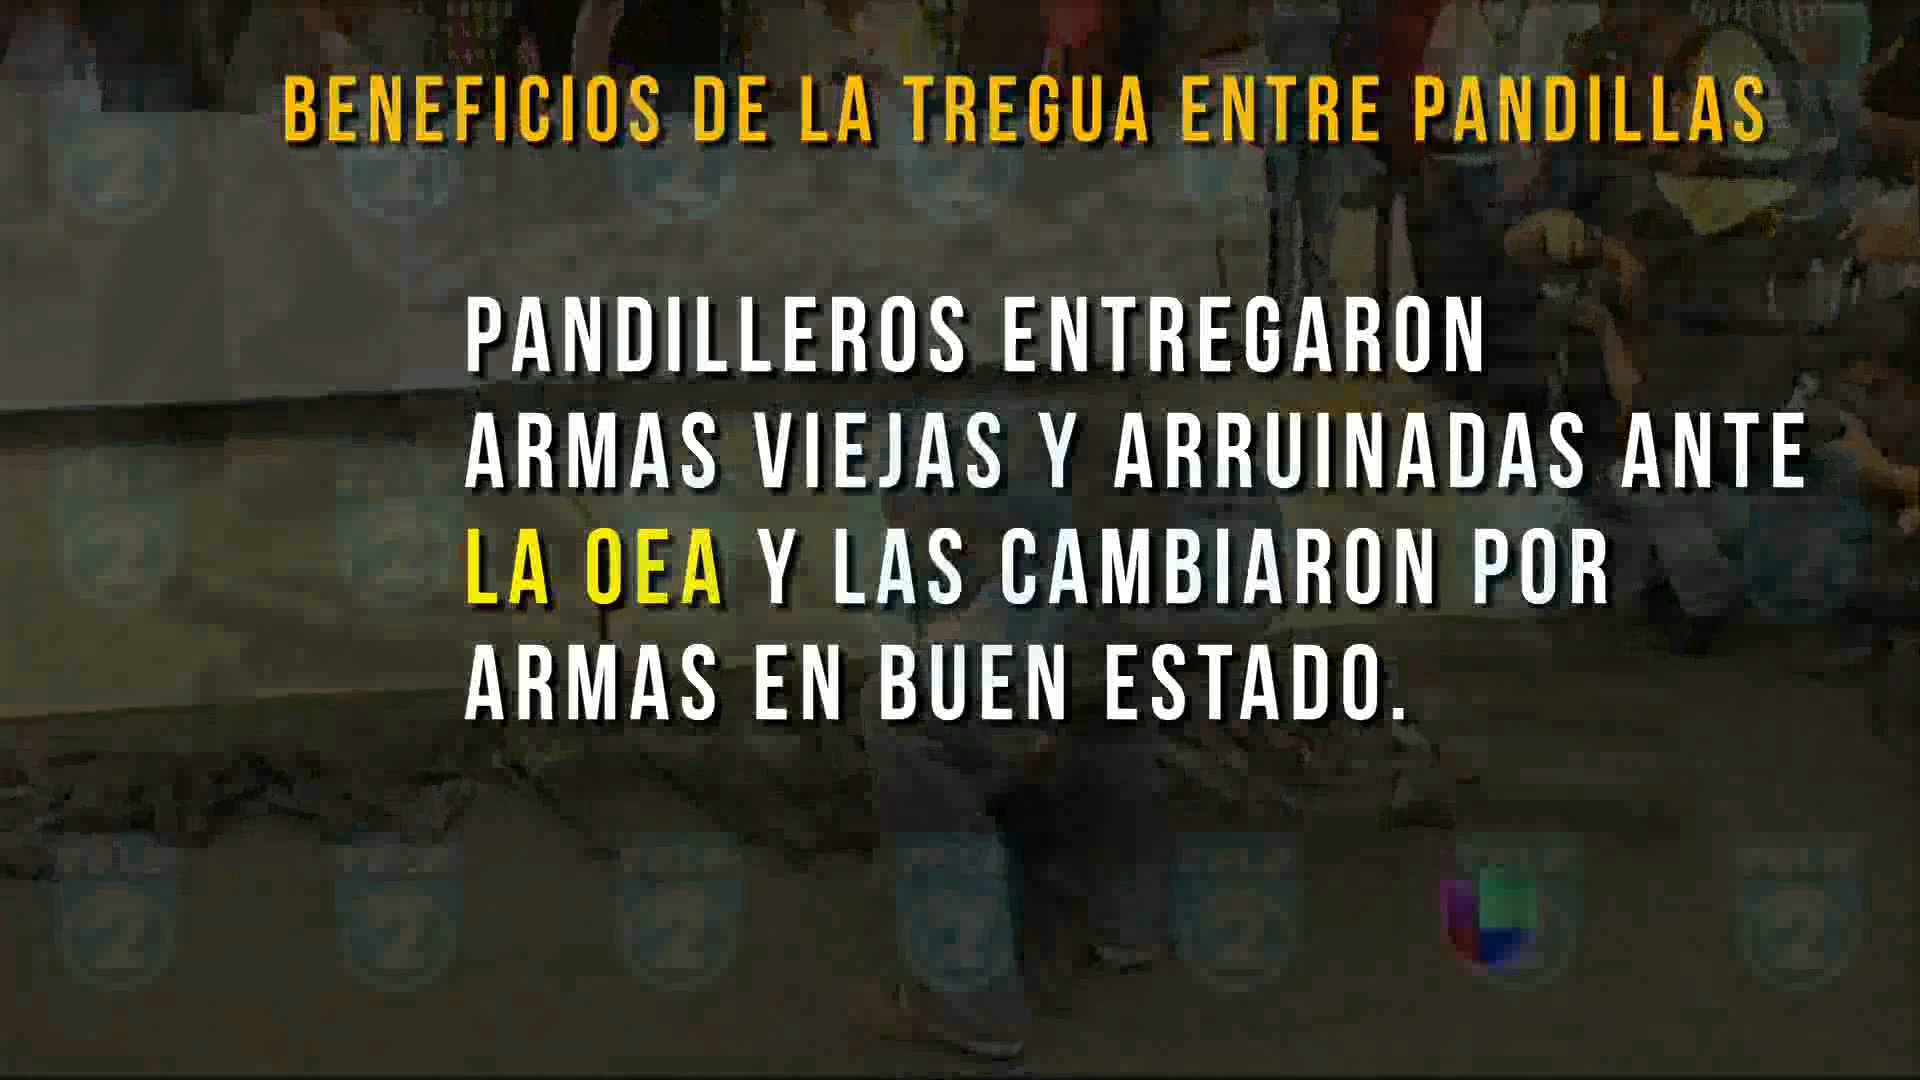 BENEFICIOS DE LA TREGUA ENTRE PANDILLAS
PANDILLEROS ENTREGARON
ARMAS VIEJAS Y ARRUINADAS ANTE
LA OEA Y LAS CAMBIARON POR
ARMAS EN BUEN ESTADO.